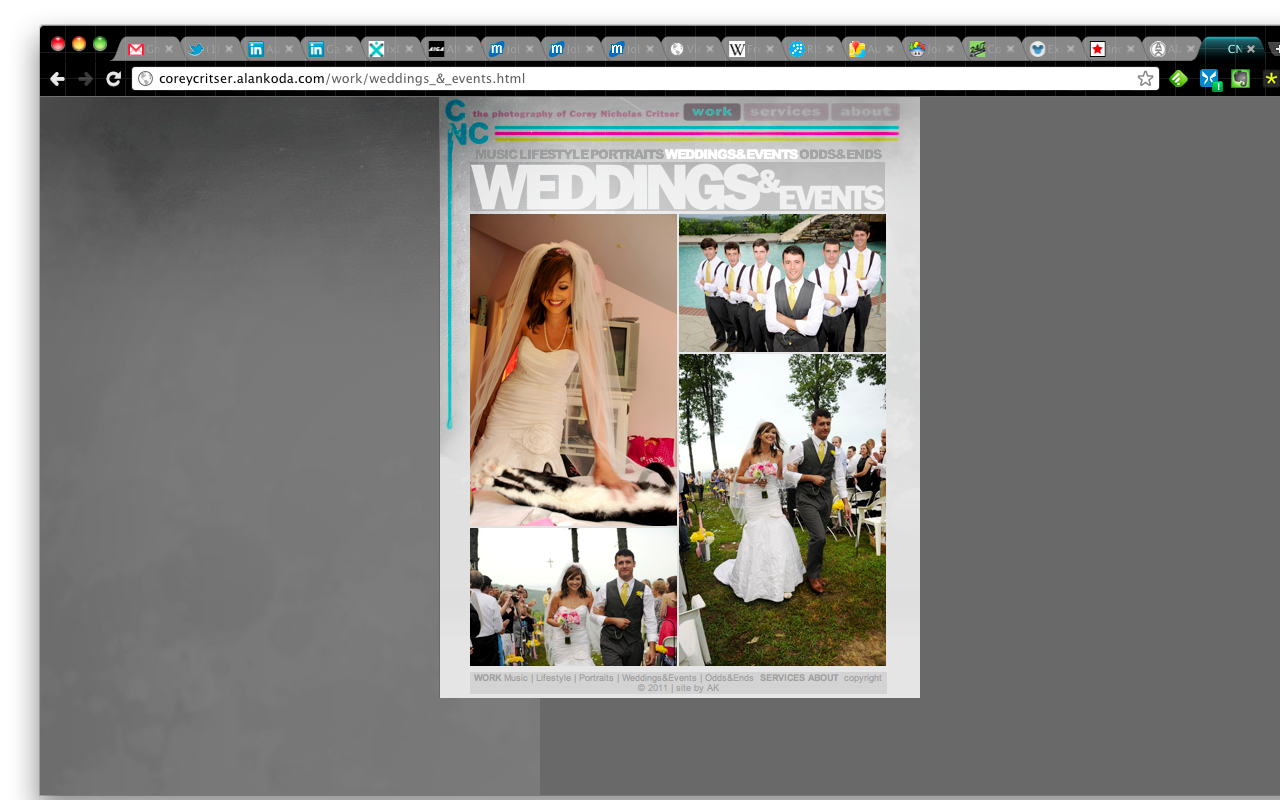 coreycritser.alankoda.com/work/weddings_&_events.html
C
NC
the photography of Corey Nicholas Critser work services about
MUSIC LIFESTYLE PORTRAITS WEDDINGS&EVENTS ODDS&ENDS
WEDDINGS&EVENTS
WORK Music | Lifestyle | Portraits | Weddings&Events | Odds&Ends SERVICES ABOUT copyright
© 2011 | site by AK